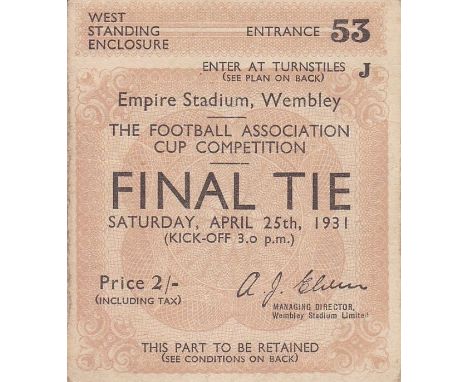 WEST
STANDING
ENCLOSURE
ENTRANCE 53
ENTER AT TURNSTILES
(SEE PLAN ON BACK)
J
Empire Stadium, Wembley
THE FOOTBALL ASSOCIATION
CUP COMPETITION
FINAL TIE
SATURDAY, APRIL 25th, 1931
(KICK-OFF 3.0 p.m.)
Price 2/-
(INCLUDING TAX)
A. J. Elvin
MANAGING DIRECTOR,
Wembley Stadium Limited
THIS PART TO BE RETAINED
(SEE CONDITIONS ON BACK)